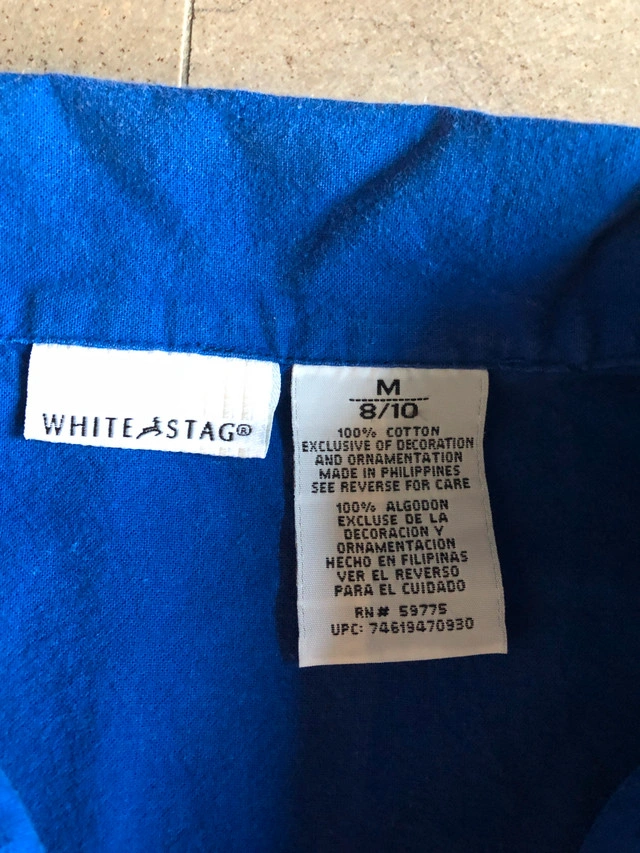 WHITE STAG®
M
8/10
100% COTTON
EXCLUSIVE OF DECORATION
AND ORNAMENTATION
MADE IN PHILIPPINES
SEE REVERSE FOR CARE
100% ALGODON
EXCLUSE DE LA
DECORACION Y
ORNAMENTACION
HECHO EN FILIPINAS
VER EL REVERSO
PARA EL CUIDADO
RN# 59775
UPC: 74619470930